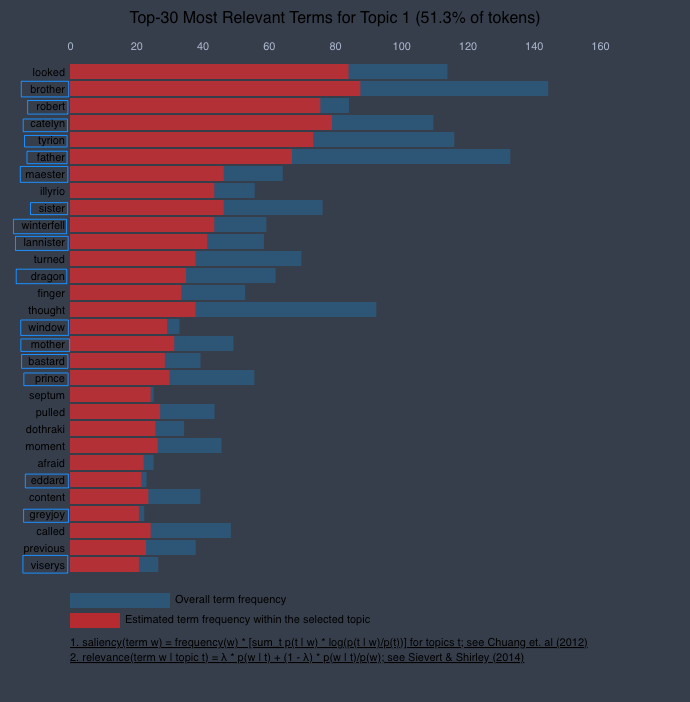 Top-30 Most Relevant Terms for Topic 1 (51.3% of tokens)
0 20 40 60 80 100 120 140 160
looked
brother
robert
catelyn
tyrion
father
maester
illyrio
sister
winterfell
lannister
turned
dragon
finger
thought
window
mother
bastard
prince
septum
pulled
dothraki
moment
afraid
eddard
content
greyjoy
called
previous
viserys
Overall term frequency
Estimated term frequency within the selected topic
1. saliency(term w) = frequency(w) * [sum_t p(t | w) * log(p(t | w)/p(t))] for topics t; see Chuang et. al (2012)
2. relevance(term w | topic t) = λ * p(w | t) + (1 - λ) * p(w | t)/p(w); see Sievert & Shirley (2014)